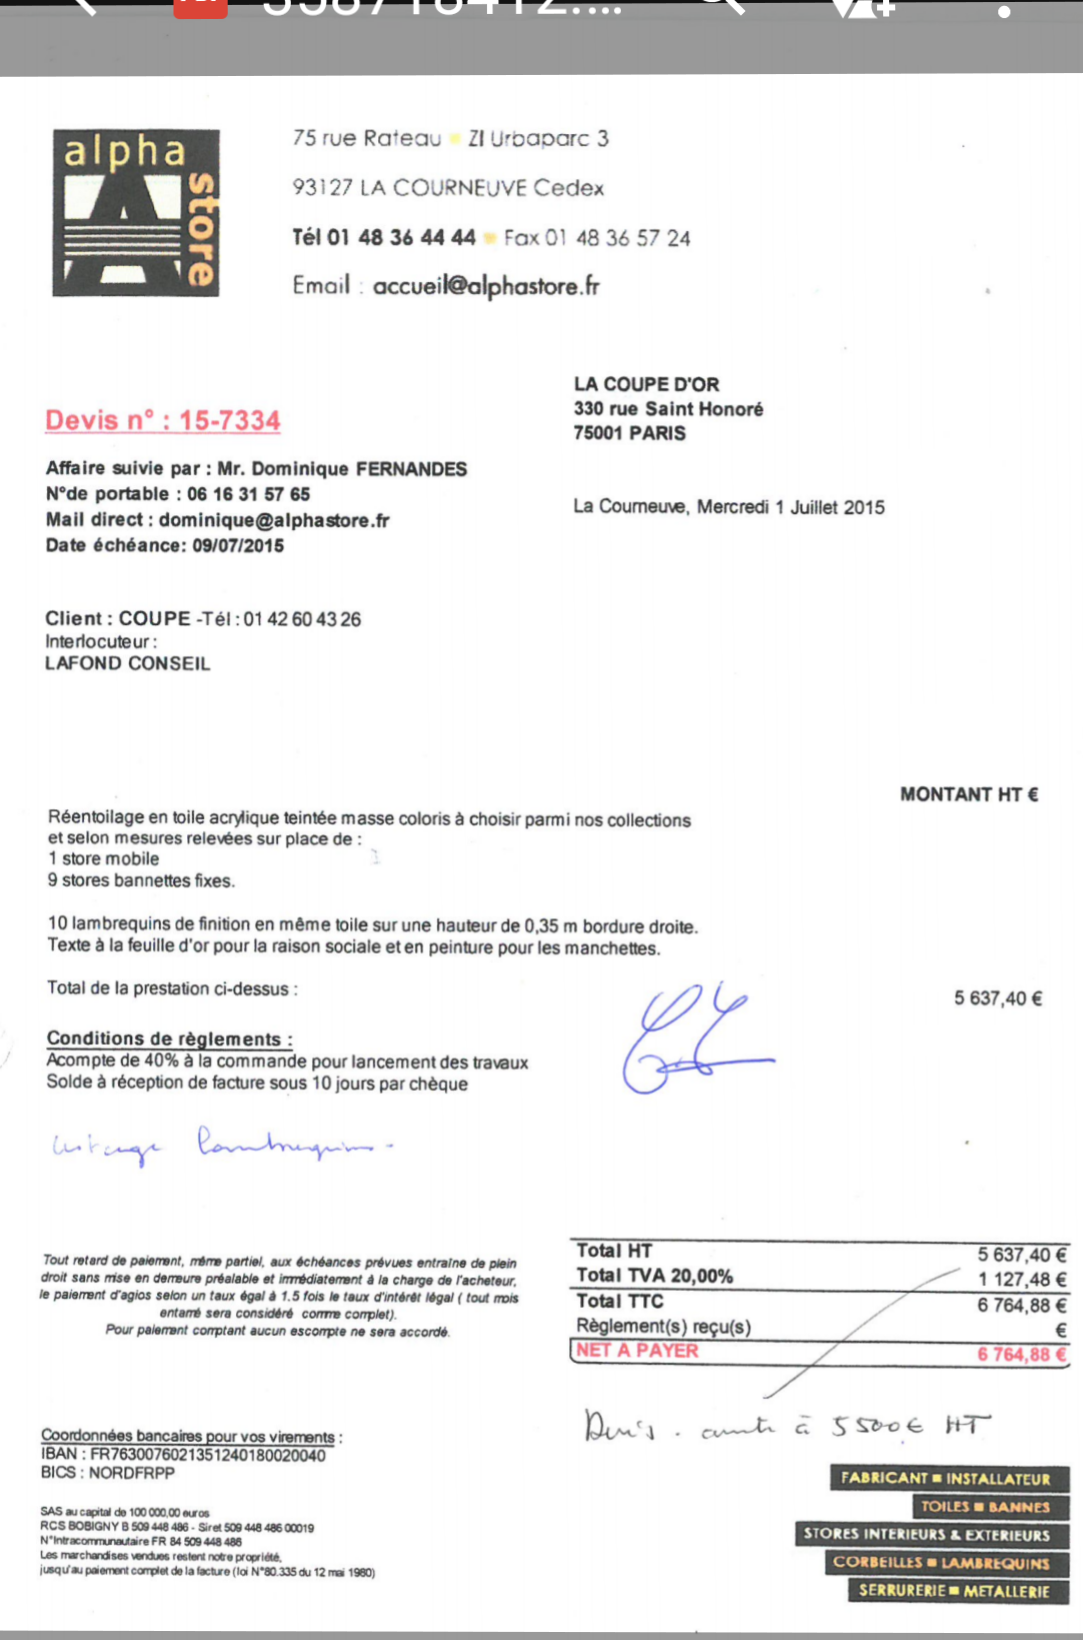 alpha
store
75 rue Rateau ZI Urbaparc 3
93127 LA COURNEUVE Cedex
Tél 01 48 36 44 44 Fax 01 48 36 57 24
Email : accueil@alphastore.fr
LA COUPE D'OR
330 rue Saint Honoré
75001 PARIS
Devis n° : 15-7334
Affaire suivie par : Mr. Dominique FERNANDES
N°de portable : 06 16 31 57 65
Mail direct : dominique@alphastore.fr
Date échéance: 09/07/2015
La Courneuve, Mercredi 1 Juillet 2015
Client : COUPE -Tél : 01 42 60 43 26
Interlocuteur :
LAFOND CONSEIL
MONTANT HT €
Réentoilage en toile acrylique teintée masse coloris à choisir parmi nos collections
et selon mesures relevées sur place de :
1 store mobile
9 stores bannettes fixes.
10 lambrequins de finition en même toile sur une hauteur de 0,35 m bordure droite.
Texte à la feuille d'or pour la raison sociale et en peinture pour les manchettes.
Total de la prestation ci-dessus :
5 637,40 €
Conditions de règlements :
Acompte de 40% à la commande pour lancement des travaux
Solde à réception de facture sous 10 jours par chèque
lambrequins
Tout retard de paiement, même partiel, aux échéances prévues entraîne de plein
droit sans mise en demeure préalable et immédiatement à la charge de l'acheteur,
le paiement d'agios selon un taux égal à 1.5 fois le taux d'intérêt légal ( tout mois
entamé sera considéré comme complet).
Pour paiement comptant aucun escompte ne sera accordé.
Total HT 5 637,40 €
Total TVA 20,00% 1 127,48 €
Total TTC 6 764,88 €
Règlement(s) reçu(s) €
NET A PAYER 6 764,88 €
Devis . à 5500€ HT
Coordonnées bancaires pour vos virements :
IBAN : FR7630076021351240180020040
BICS : NORDFRPP
SAS au capital de 100 000,00 euros
RCS BOBIGNY B 509 448 486 - Siret 509 448 486 00019
N°Intracommunautaire FR 84 509 448 486
Les marchandises vendues restent notre propriété,
jusqu'au paiement complet de la facture (loi N°80.335 du 12 mai 1980)
FABRICANT INSTALLATEUR
TOILES BANNES
STORES INTERIEURS & EXTERIEURS
CORBEILLES LAMBREQUINS
SERRURERIE METALLERIE